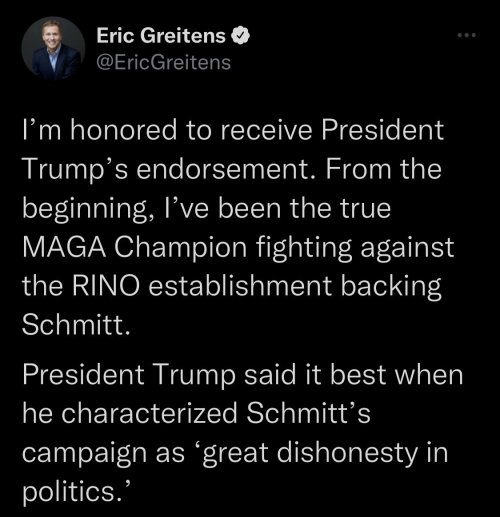 Eric Greitens
@EricGreitens
I’m honored to receive President
Trump’s endorsement. From the
beginning, I’ve been the true
MAGA Champion fighting against
the RINO establishment backing
Schmitt.
President Trump said it best when
he characterized Schmitt’s
campaign as ‘great dishonesty in
politics.’